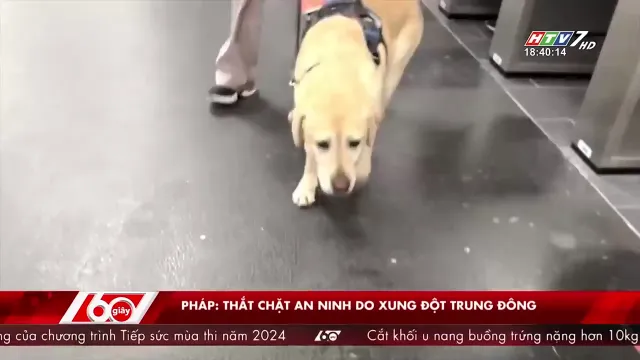 HTV7 HD
18:40:14
60 giây
PHÁP: THẮT CHẶT AN NINH DO XUNG ĐỘT TRUNG ĐÔNG
ng của chương trình Tiếp sức mùa thi năm 2024 60 Cắt khối u nang buồng trứng nặng hơn 10kg